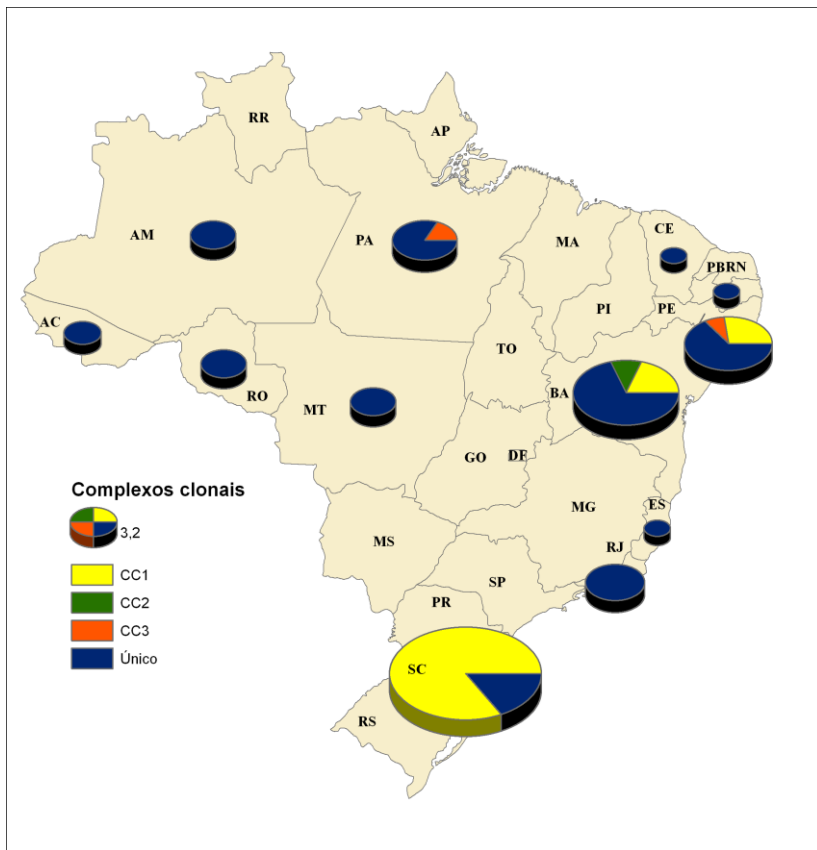 RR
AP
AM
PA
MA
CE
PBRN
PI
PE
AC
TO
RO
MT
BA
GO
DF
MG
ES
MS
RJ
SP
PR
SC
RS
Complexos clonais
3,2
CC1
CC2
CC3
Único